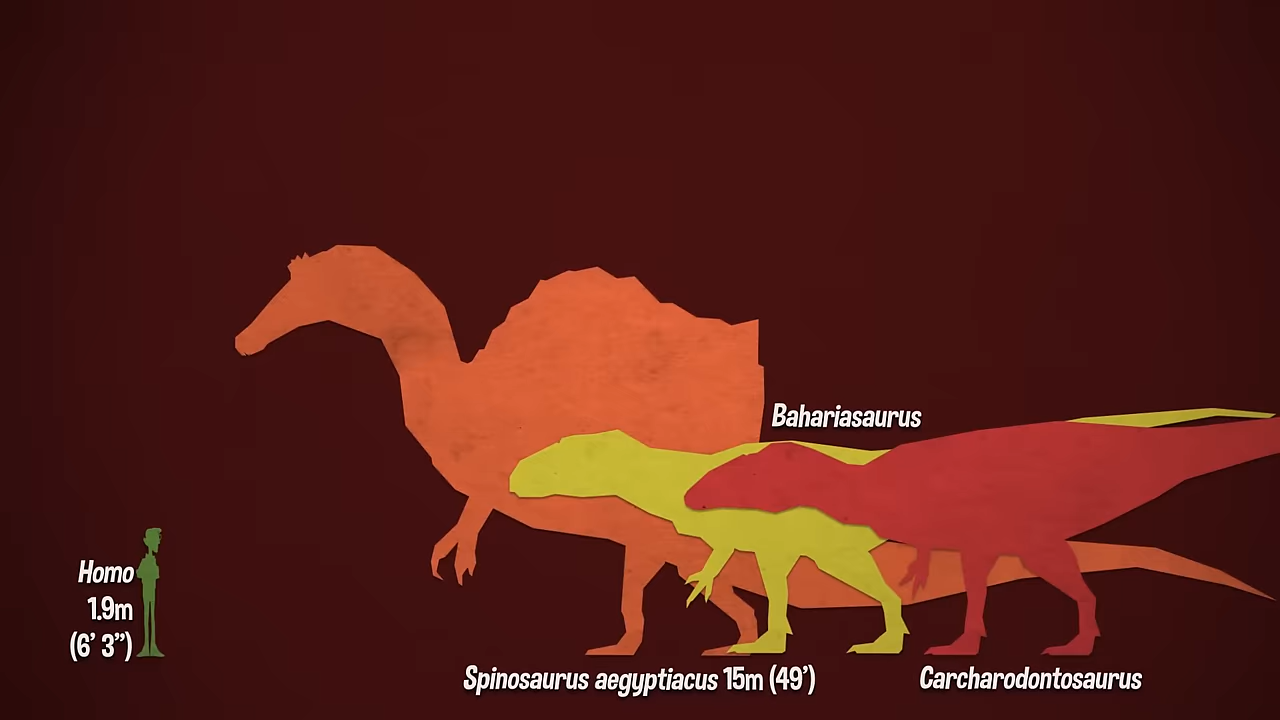 Bahariasaurus
Homo
1.9m
(6' 3")
Spinosaurus aegyptiacus 15m (49')
Carcharodontosaurus